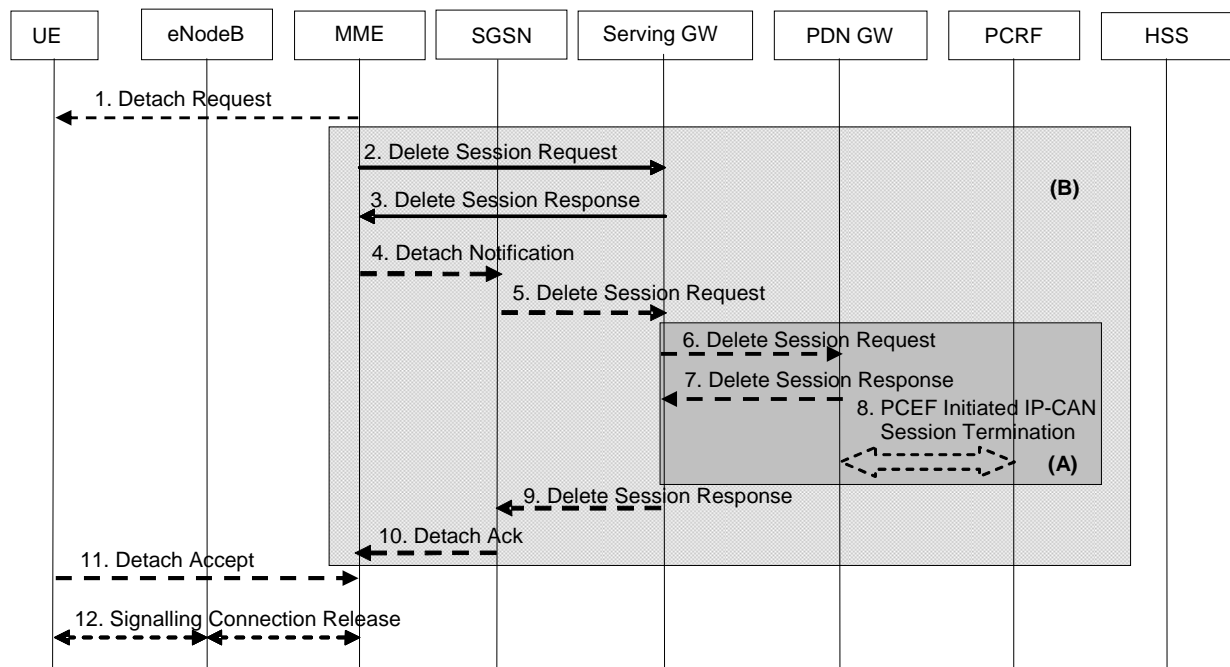 UE
eNodeB
MME
SGSN
Serving GW
PDN GW
PCRF
HSS
1. Detach Request
2. Delete Session Request
(B)
3. Delete Session Response
4. Detach Notification
5. Delete Session Request
6. Delete Session Request
7. Delete Session Response
8. PCEF Initiated IP-CAN
Session Termination
(A)
9. Delete Session Response
10. Detach Ack
11. Detach Accept
12. Signalling Connection Release